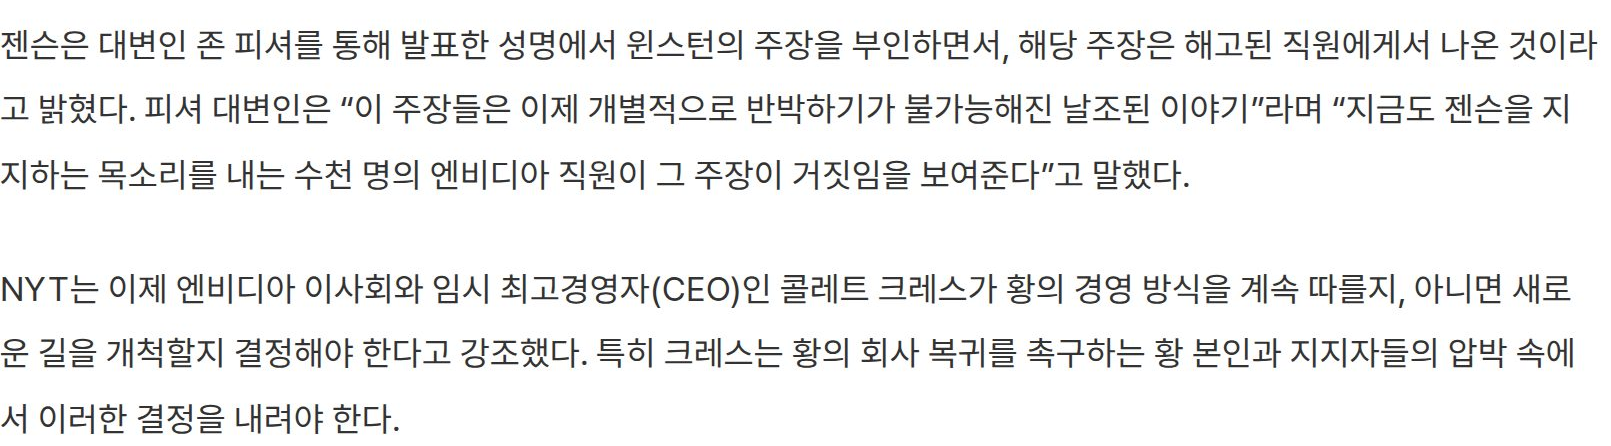 젠슨은 대변인 존 피셔를 통해 발표한 성명에서 윈스턴의 주장을 부인하면서, 해당 주장은 해고된 직원에게서 나온 것이라
고 밝혔다. 피셔 대변인은 “이 주장들은 이제 개별적으로 반박하기가 불가능해진 날조된 이야기”라며 “지금도 젠슨을 지
지하는 목소리를 내는 수천 명의 엔비디아 직원이 그 주장이 거짓임을 보여준다”고 말했다.
NYT는 이제 엔비디아 이사회와 임시 최고경영자(CEO)인 콜레트 크레스가 황의 경영 방식을 계속 따를지, 아니면 새로
운 길을 개척할지 결정해야 한다고 강조했다. 특히 크레스는 황의 회사 복귀를 촉구하는 황 본인과 지지자들의 압박 속에
서 이러한 결정을 내려야 한다.